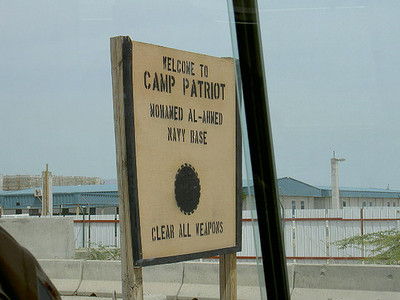 WELCOME TO
CAMP PATRIOT
MOHAMED AL-AHMED
NAVY BASE
CLEAR ALL WEAPONS